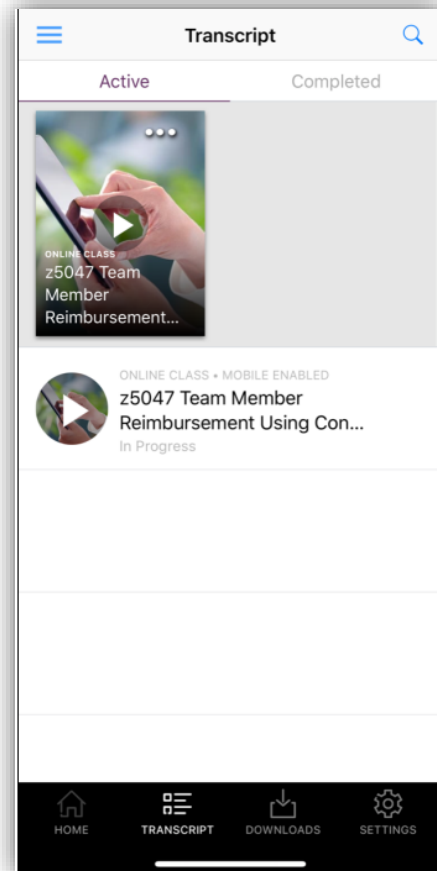 Transcript
Active
Completed
ONLINE CLASS
z5047 Team
Member
Reimbursement...
ONLINE CLASS • MOBILE ENABLED
z5047 Team Member
Reimbursement Using Con...
In Progress
HOME
TRANSCRIPT
DOWNLOADS
SETTINGS